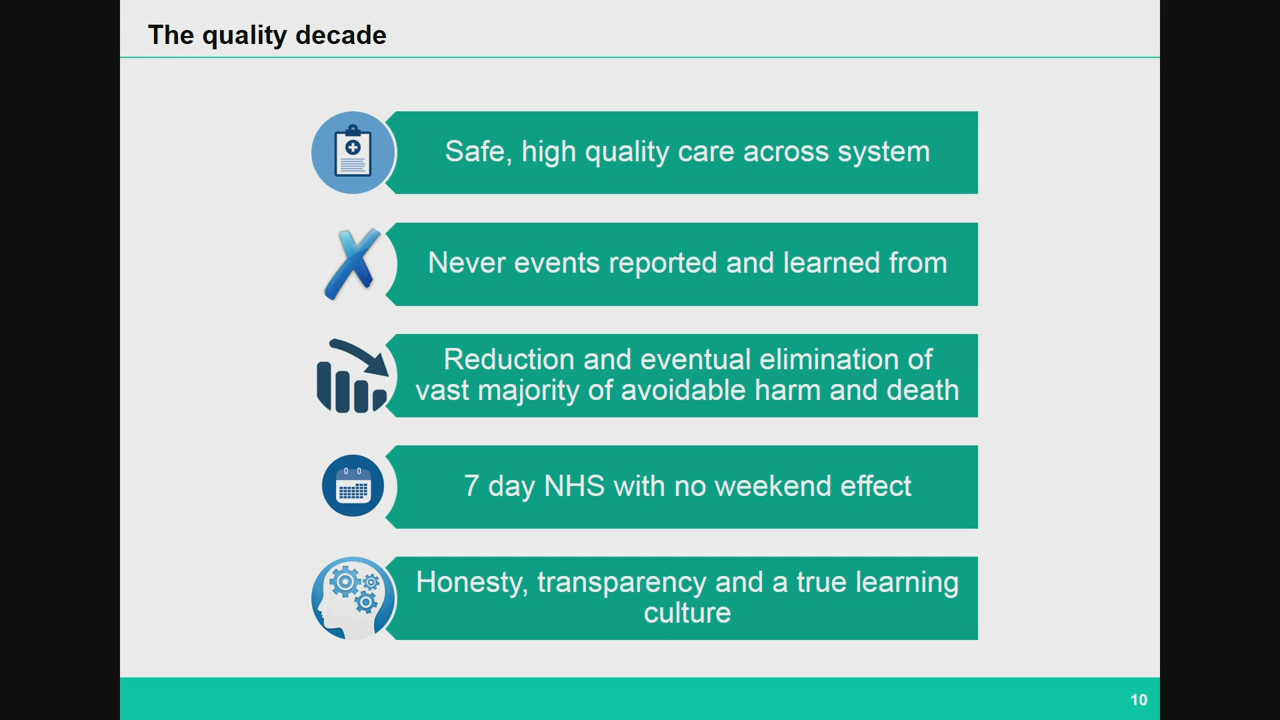 The quality decade
Safe, high quality care across system
Never events reported and learned from
Reduction and eventual elimination of
vast majority of avoidable harm and death
7 day NHS with no weekend effect
Honesty, transparency and a true learning
culture
10